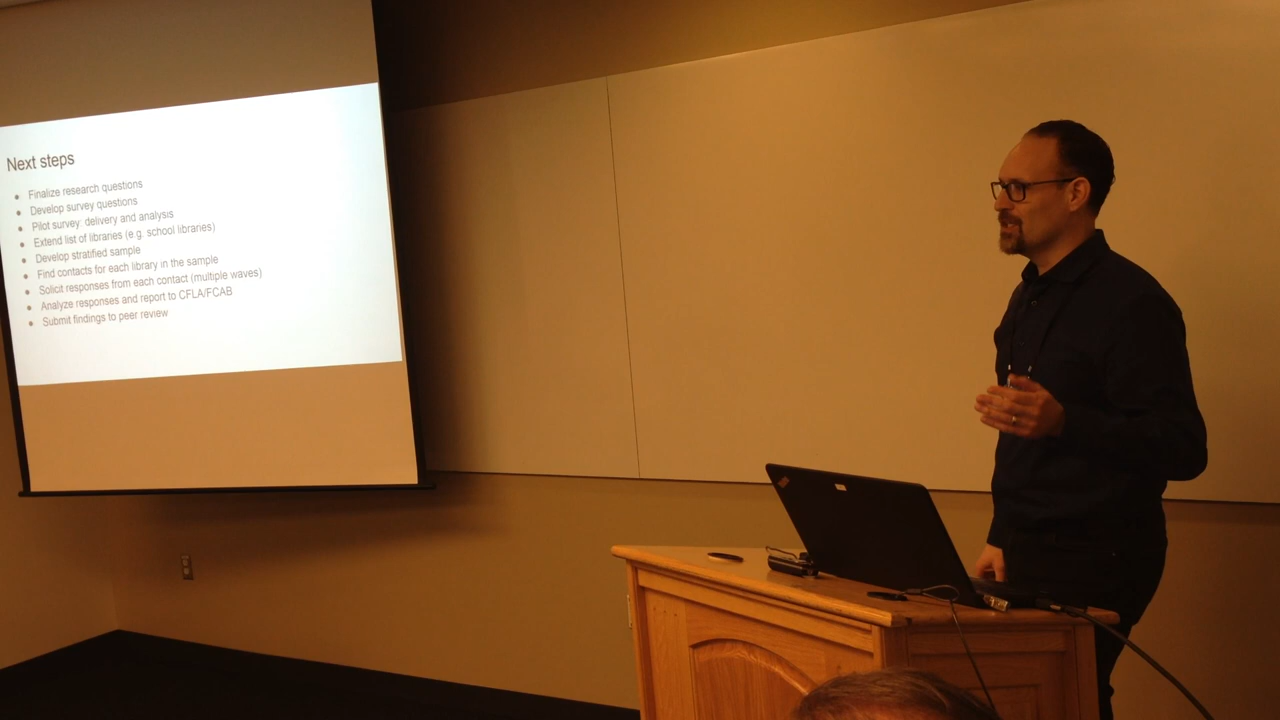 Next steps
● Finalize research questions
● Develop survey questions
● Pilot survey: delivery and analysis
● Extend list of libraries (e.g. school libraries)
● Develop stratified sample
● Find contacts for each library in the sample
● Solicit responses from each contact (multiple waves)
● Analyze responses and report to CFLA/FCAB
● Submit findings to peer review